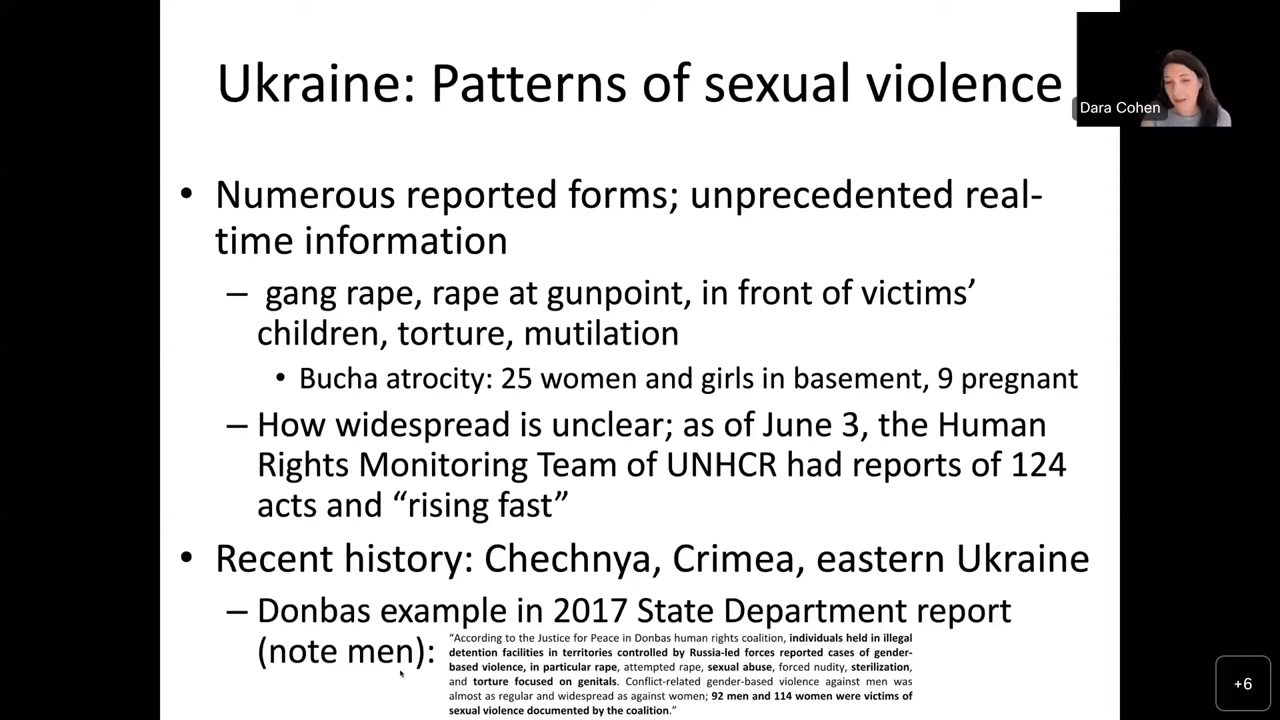 Ukraine: Patterns of sexual violence
Dara Cohen
• Numerous reported forms; unprecedented real-
time information
– gang rape, rape at gunpoint, in front of victims’
children, torture, mutilation
• Bucha atrocity: 25 women and girls in basement, 9 pregnant
– How widespread is unclear; as of June 3, the Human
Rights Monitoring Team of UNHCR had reports of 124
acts and “rising fast”
• Recent history: Chechnya, Crimea, eastern Ukraine
– Donbas example in 2017 State Department report
(note men):
“According to the Justice for Peace in Donbas human rights coalition, individuals held in illegal
detention facilities in territories controlled by Russia-led forces reported cases of gender-
based violence, in particular rape, attempted rape, sexual abuse, forced nudity, sterilization,
and torture focused on genitals. Conflict-related gender-based violence against men was
almost as regular and widespread as against women; 92 men and 114 women were victims of
sexual violence documented by the coalition.”
+6